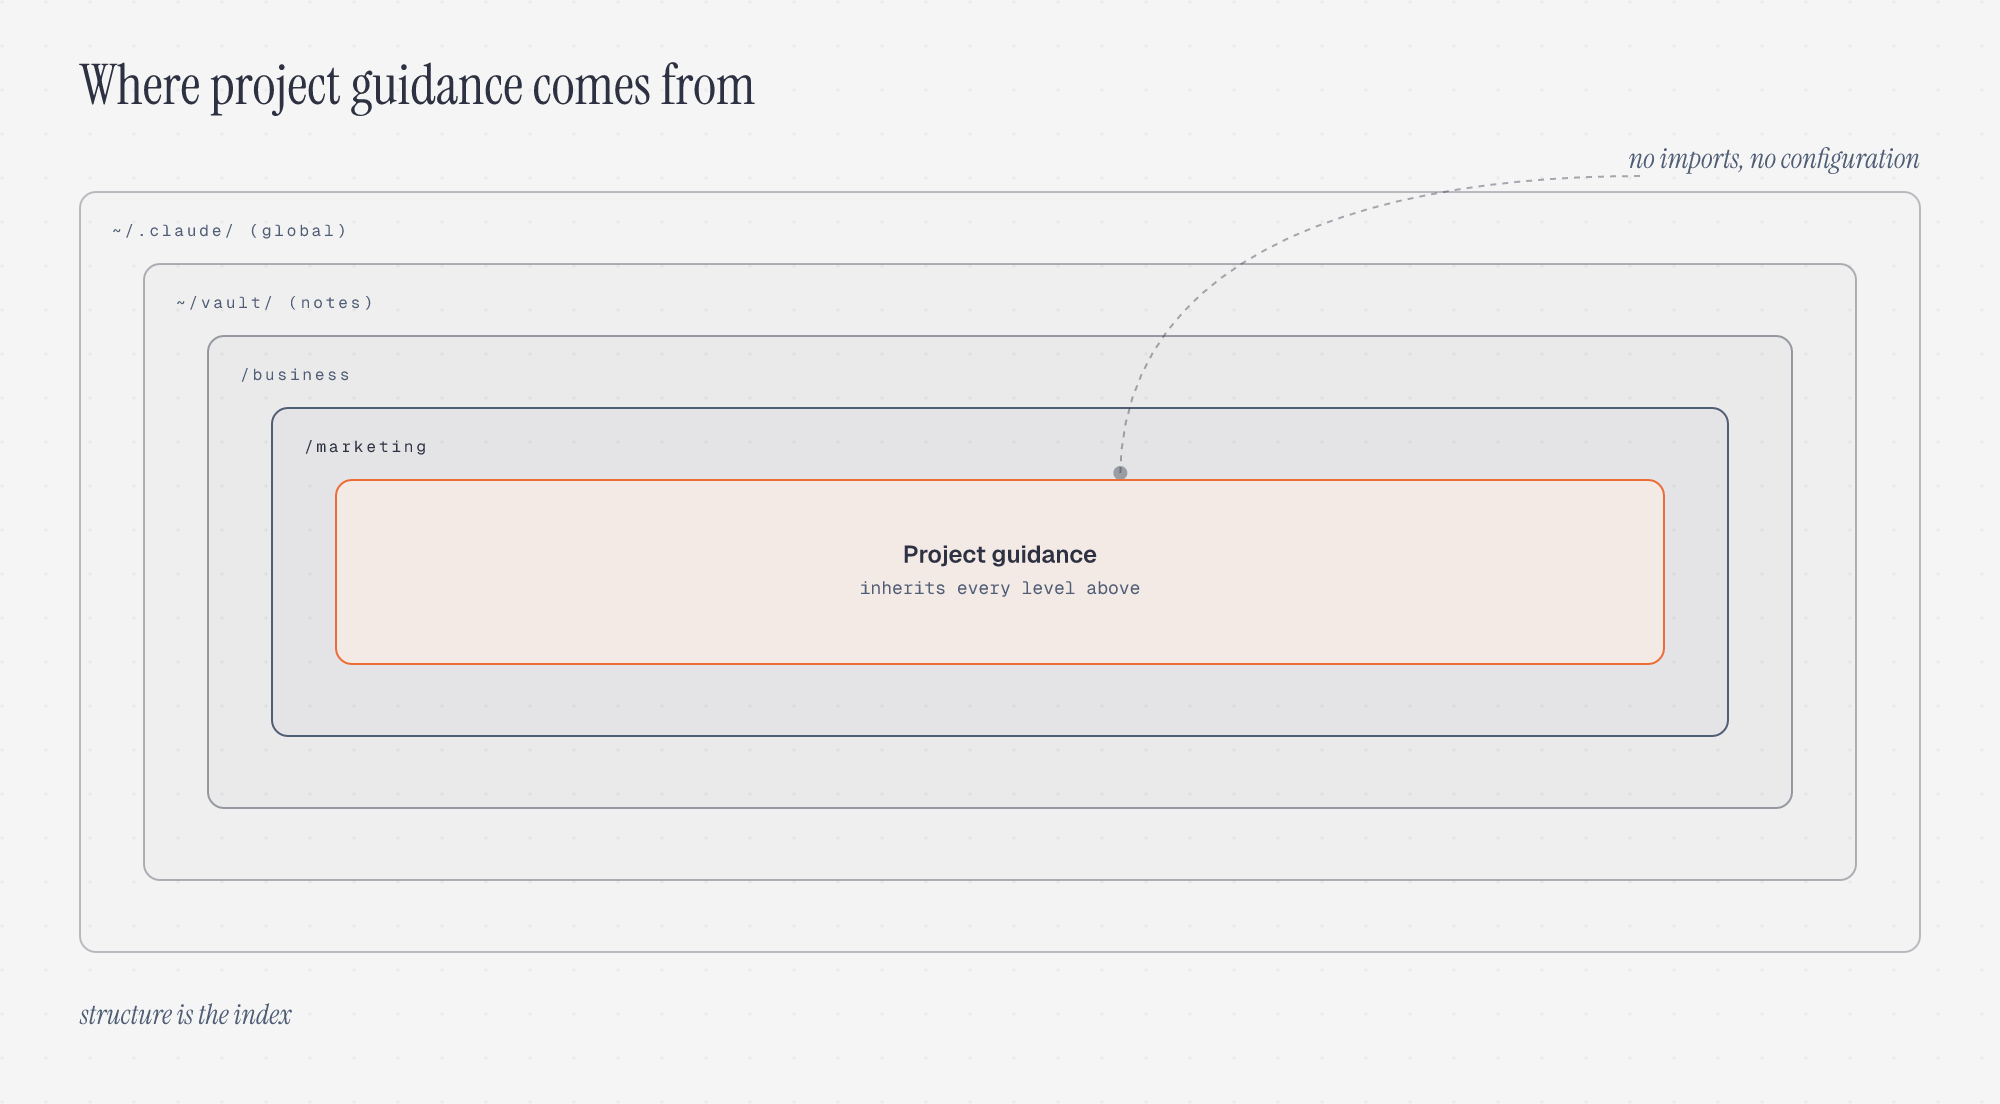 Where project guidance comes from
no imports, no configuration
~/.claude/ (global)
~/vault/ (notes)
/business
/marketing
Project guidance
inherits every level above
structure is the index